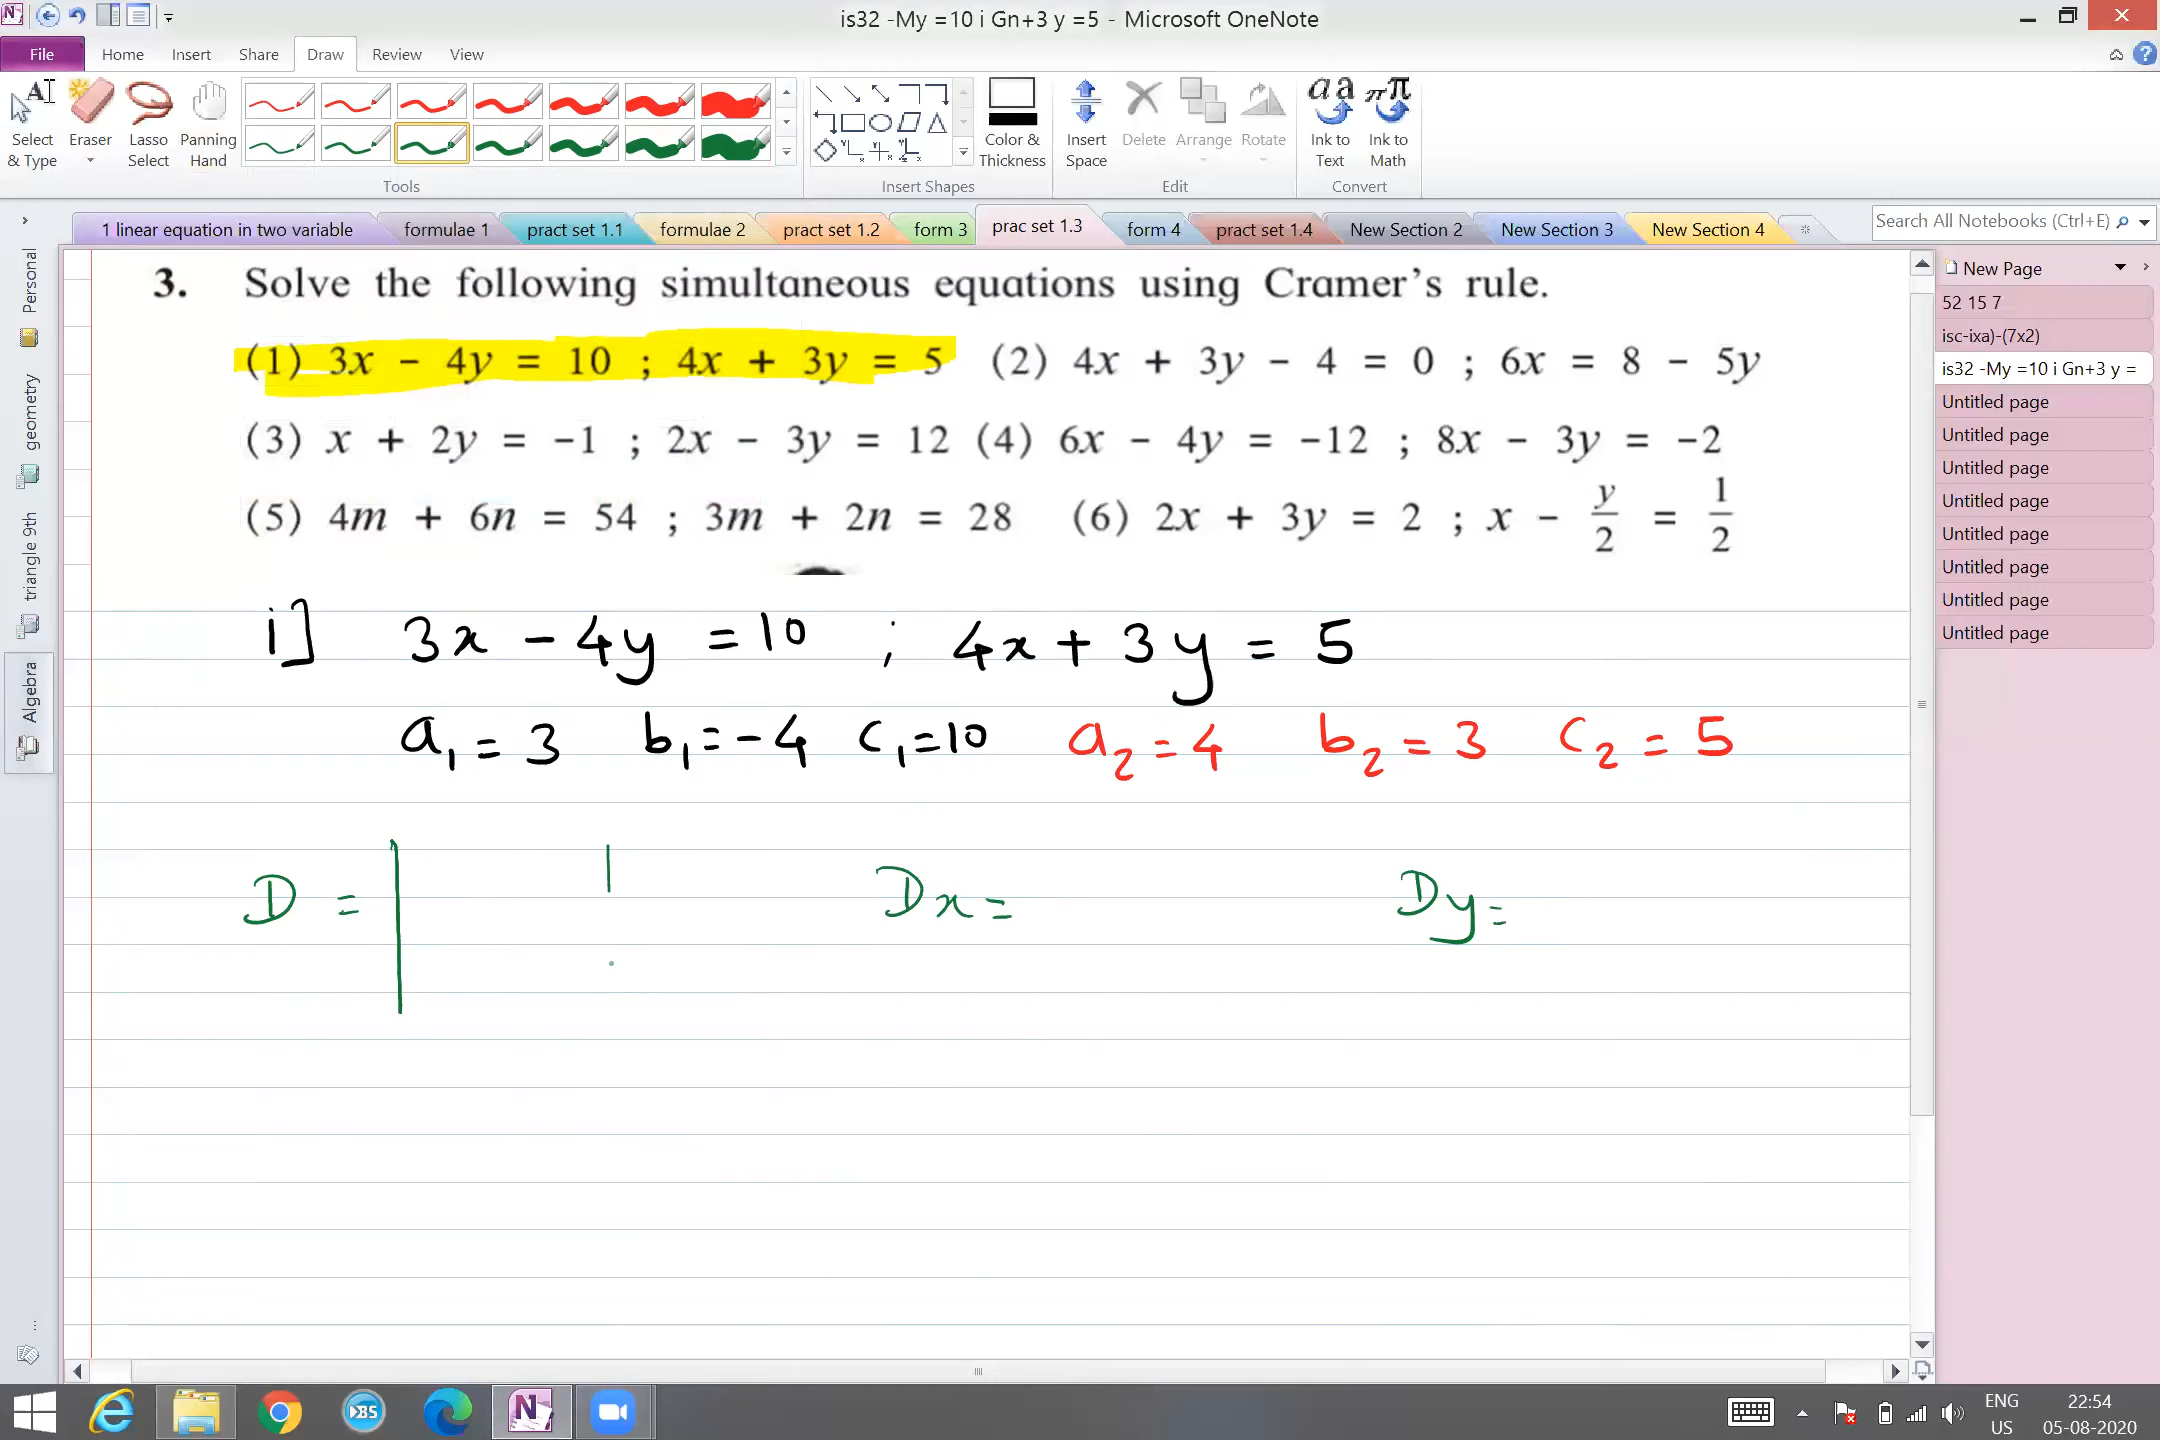 is32 -My =10 i Gn+3 y =5 - Microsoft OneNote
File Home Insert Share Draw Review View
Select & Type
Eraser
Lasso Select
Panning Hand
Color & Thickness
Insert Space
Delete
Arrange
Rotate
Ink to Text
Ink to Math
Tools
Insert Shapes
Edit
Convert
1 linear equation in two variable formulae 1 pract set 1.1 formulae 2 pract set 1.2 form 3 prac set 1.3 form 4 pract set 1.4 New Section 2 New Section 3 New Section 4
Search All Notebooks (Ctrl+E)
Personal
geometry
triangle 9th
Algebra
3. Solve the following simultaneous equations using Cramer's rule.
(1) 3x − 4y = 10 ; 4x + 3y = 5 (2) 4x + 3y − 4 = 0 ; 6x = 8 − 5y
(3) x + 2y = −1 ; 2x − 3y = 12 (4) 6x − 4y = −12 ; 8x − 3y = −2
(5) 4m + 6n = 54 ; 3m + 2n = 28 (6) 2x + 3y = 2 ; x − y/2 = 1/2
i] 3x − 4y = 10 ; 4x + 3y = 5
a₁ = 3 b₁ = −4 c₁ = 10 a₂ = 4 b₂ = 3 c₂ = 5
D = | Dx = Dy =
New Page
52 15 7
isc-ixa)-(7x2)
is32 -My =10 i Gn+3 y =
Untitled page
Untitled page
Untitled page
Untitled page
Untitled page
Untitled page
Untitled page
Untitled page
BS
ENG
US
22:54
05-08-2020